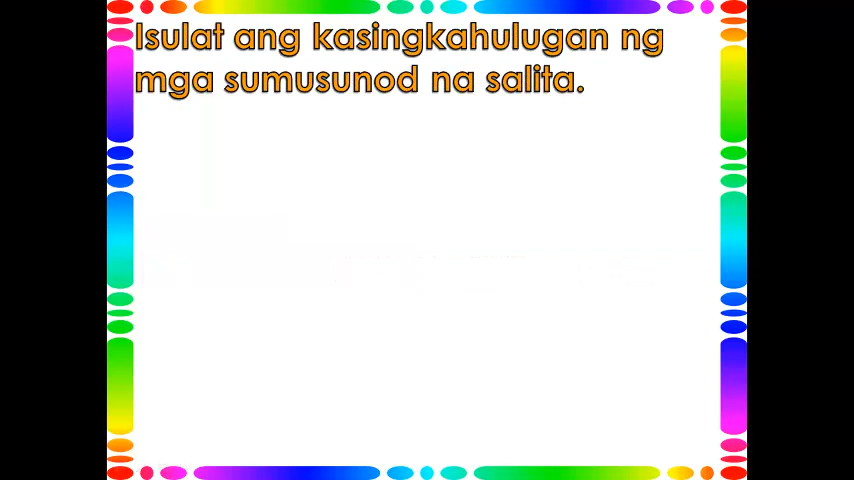 Isulat ang kasingkahulugan ng
mga sumusunod na salita.